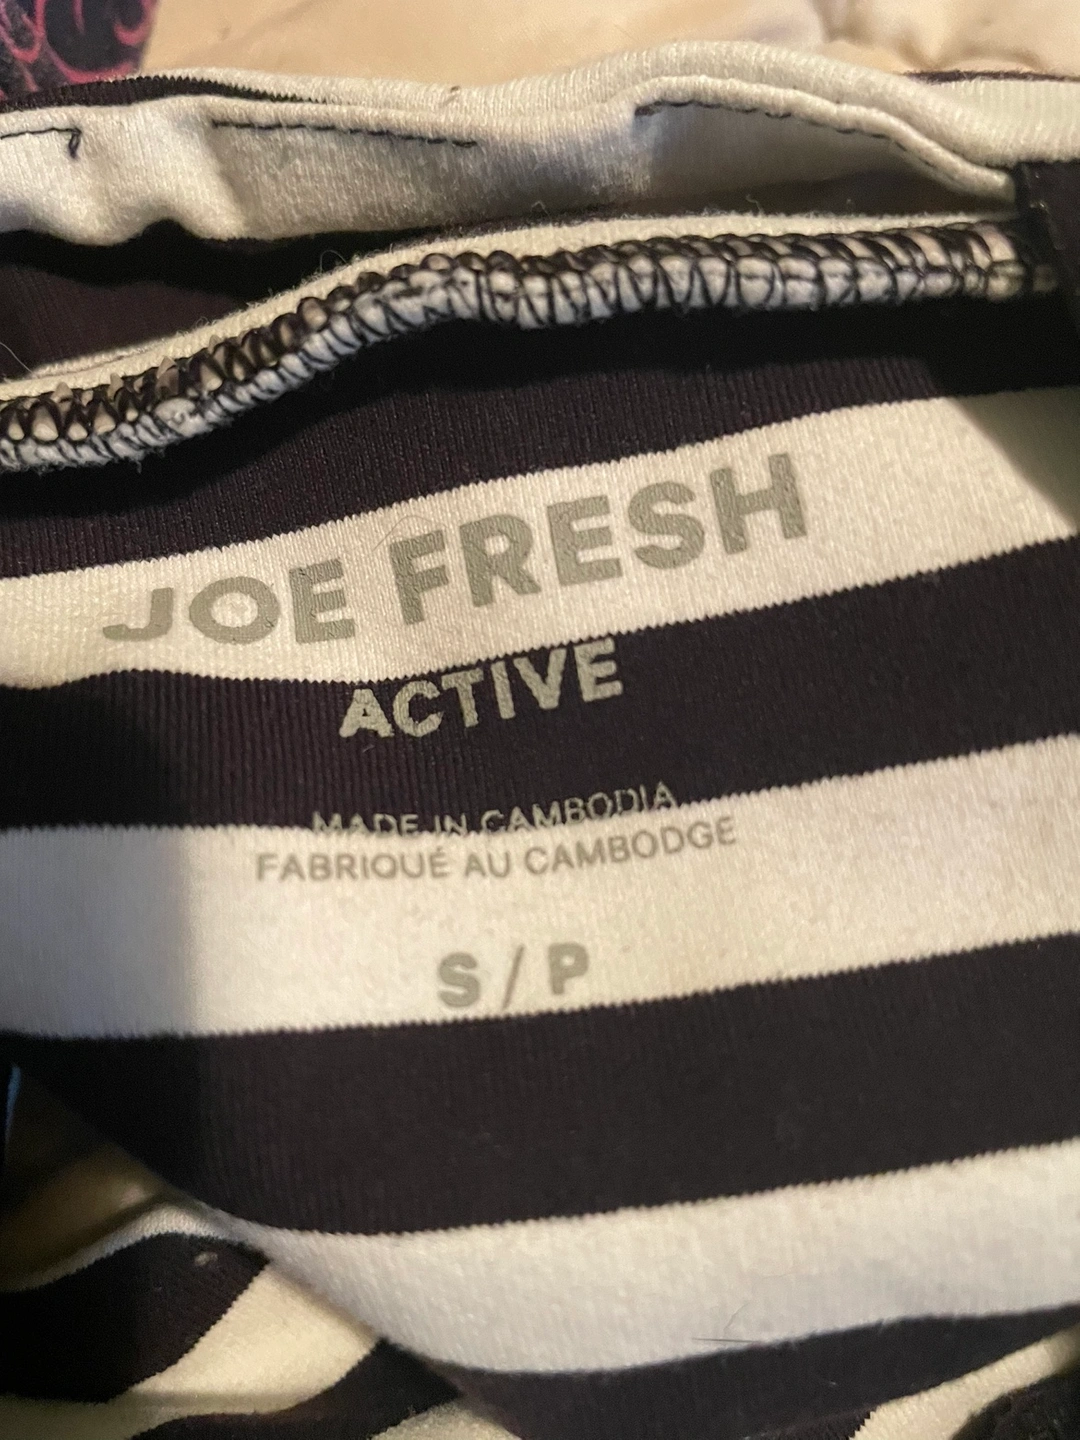 JOE FRESH
ACTIVE
MADE IN CAMBODIA
FABRIQUÉ AU CAMBODGE
S / P